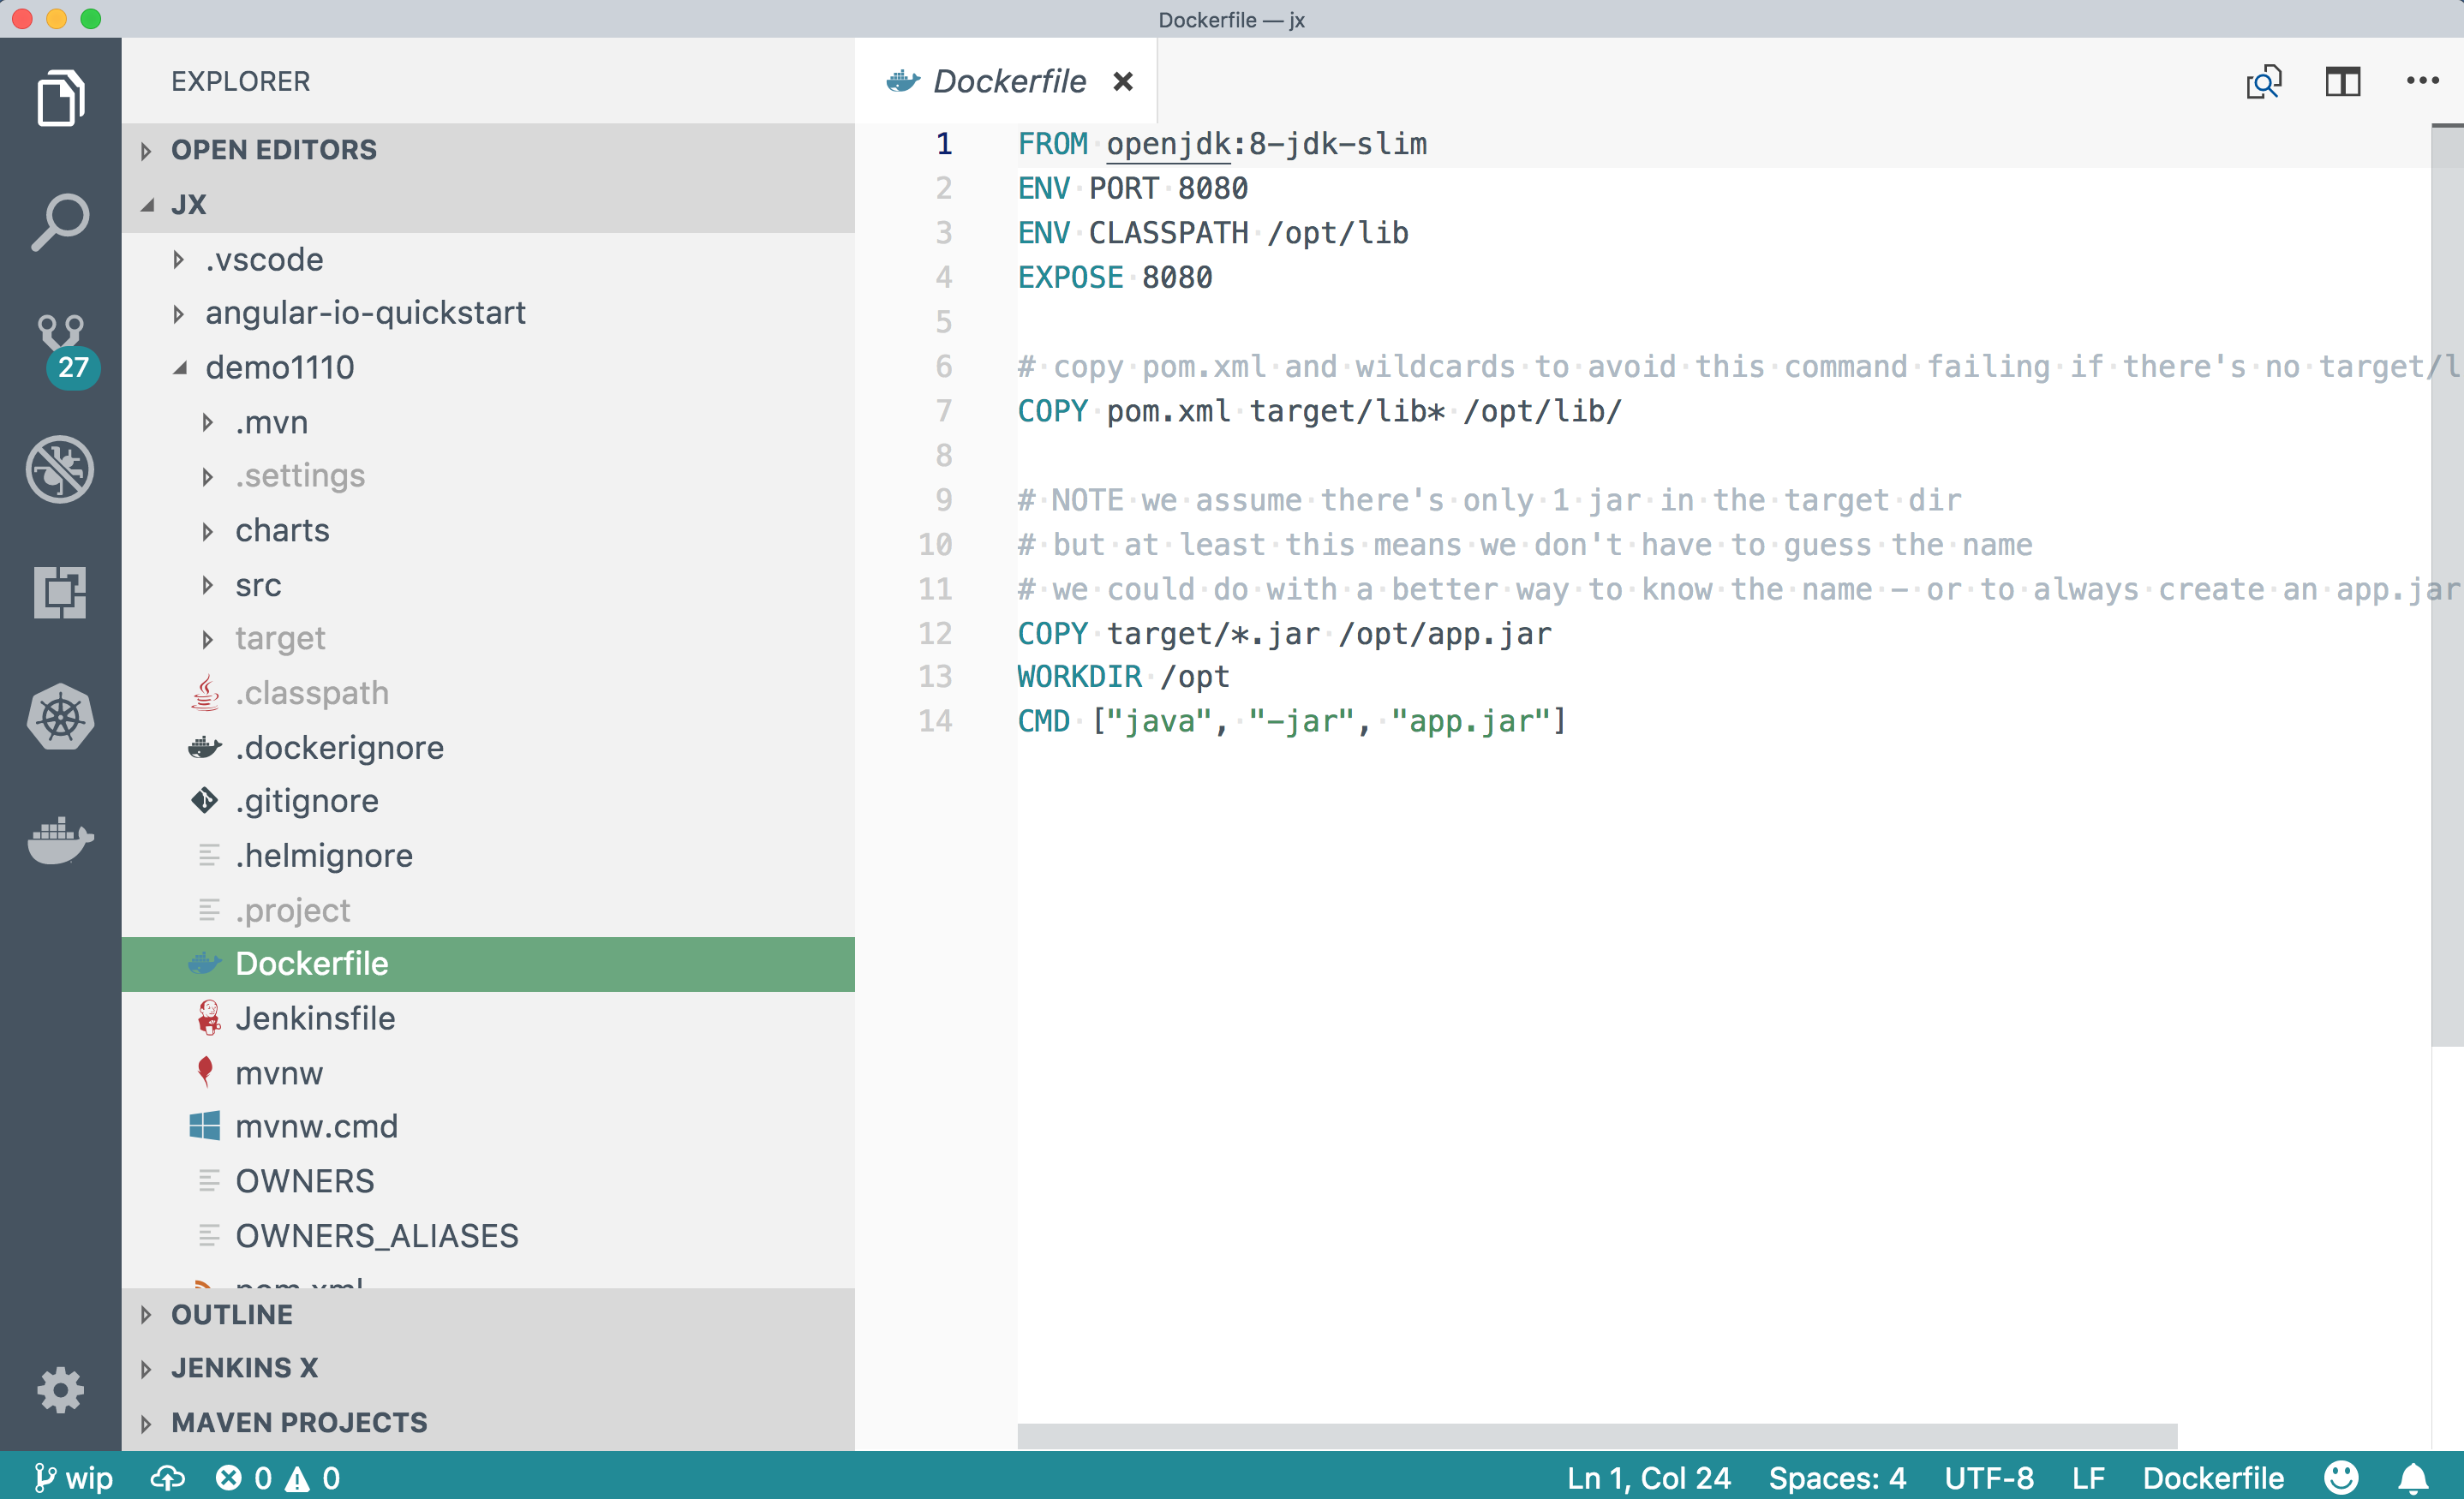 Dockerfile — jx
EXPLORER
OPEN EDITORS
JX
.vscode
angular-io-quickstart
demo1110
.mvn
.settings
charts
src
target
.classpath
.dockerignore
.gitignore
.helmignore
.project
Dockerfile
Jenkinsfile
mvnw
mvnw.cmd
OWNERS
OWNERS_ALIASES
pom.xml
OUTLINE
JENKINS X
MAVEN PROJECTS
27
Dockerfile
1 FROM openjdk:8-jdk-slim
2 ENV PORT 8080
3 ENV CLASSPATH /opt/lib
4 EXPOSE 8080
5
6 # copy pom.xml and wildcards to avoid this command failing if there's no target/l
7 COPY pom.xml target/lib* /opt/lib/
8
9 # NOTE we assume there's only 1 jar in the target dir
10 # but at least this means we don't have to guess the name
11 # we could do with a better way to know the name - or to always create an app.jar
12 COPY target/*.jar /opt/app.jar
13 WORKDIR /opt
14 CMD ["java", "-jar", "app.jar"]
wip 0 0 Ln 1, Col 24 Spaces: 4 UTF-8 LF Dockerfile